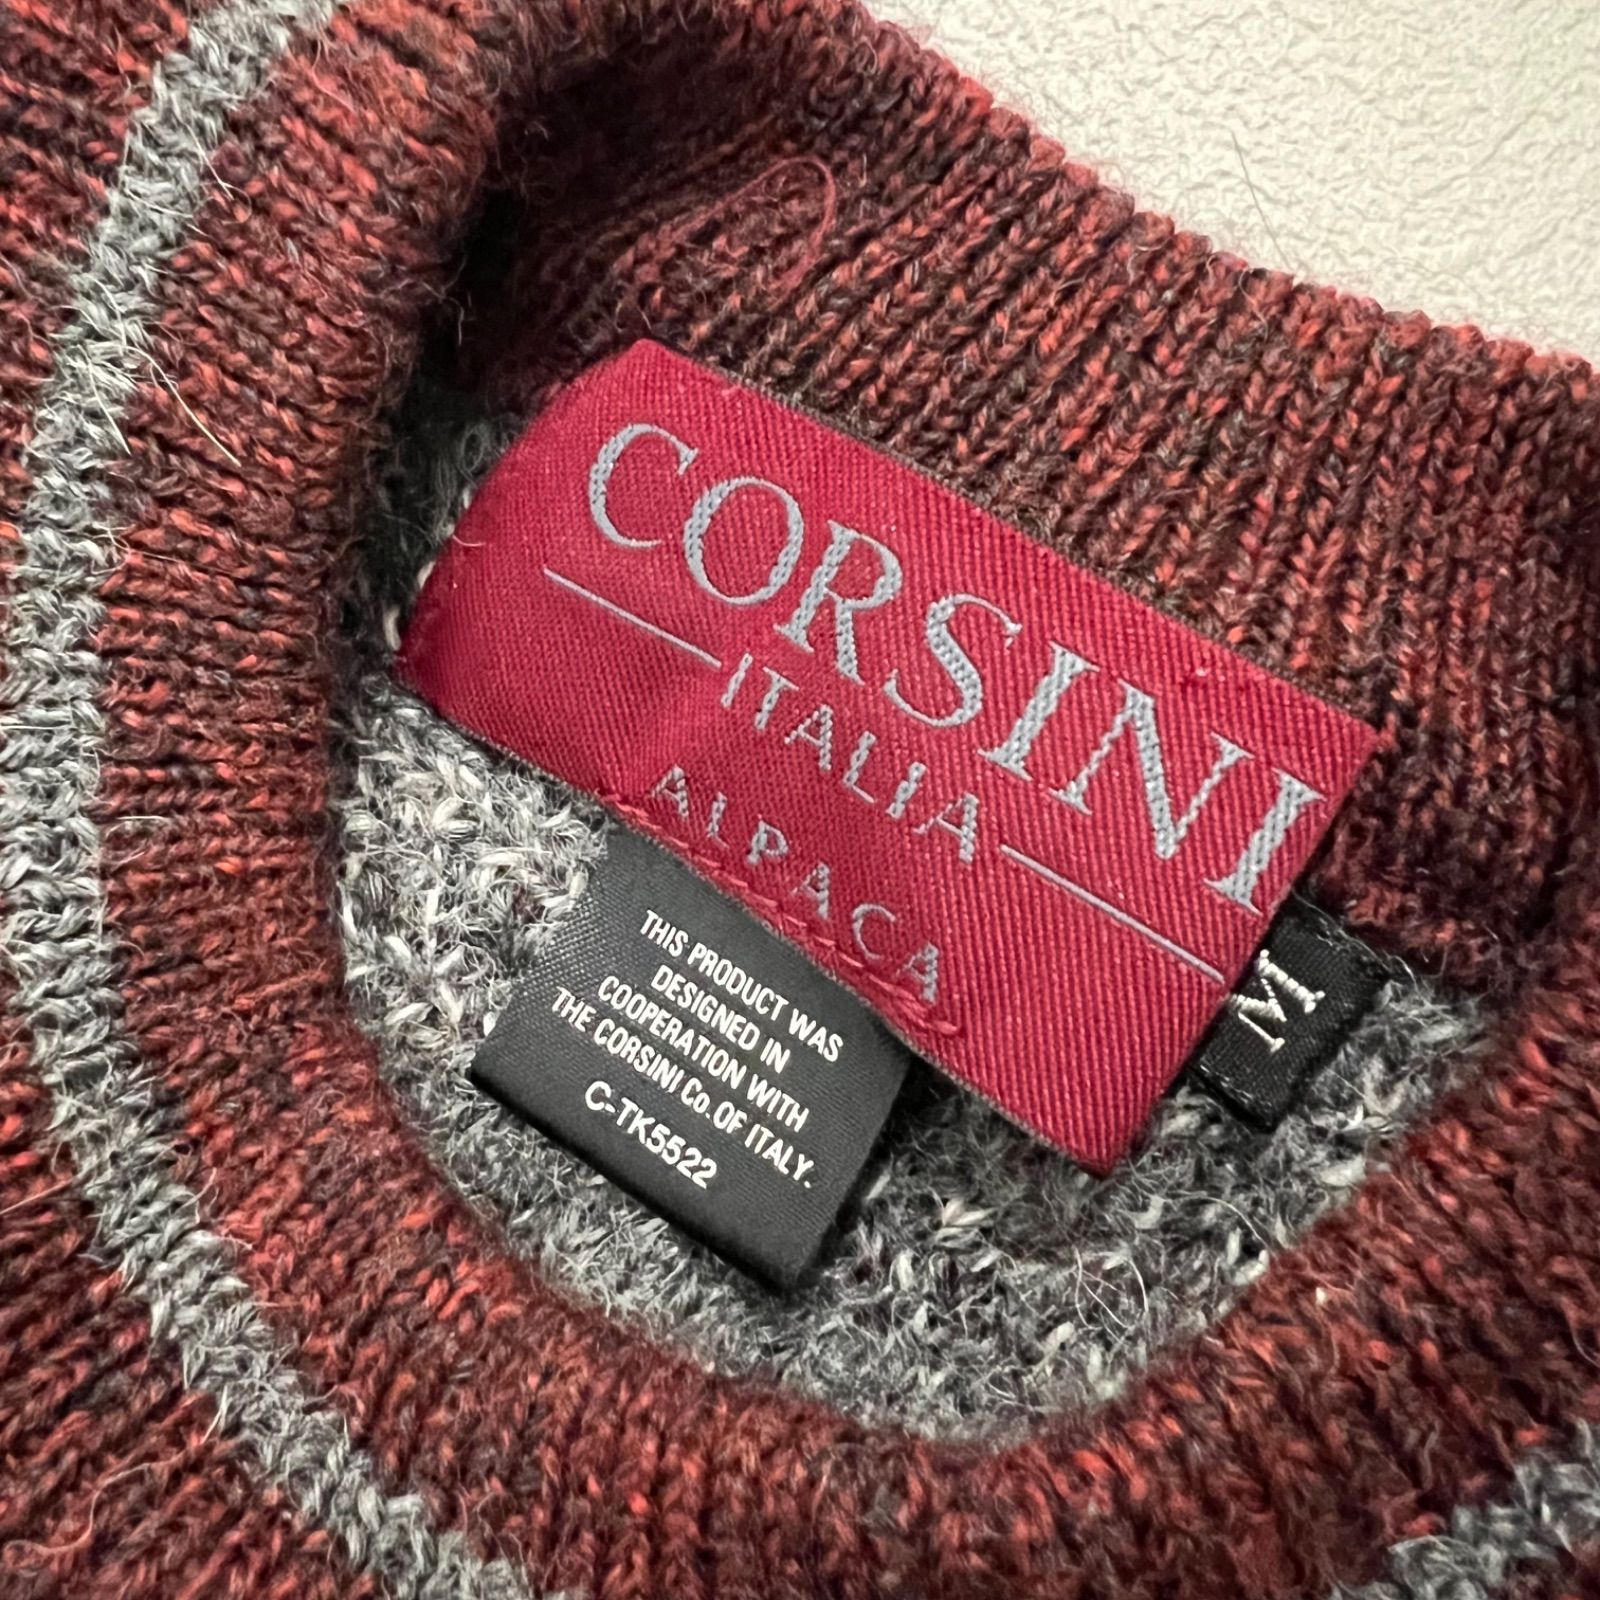 CORSINI
ITALIA
ALPACA
M
THIS PRODUCT WAS
DESIGNED IN
COOPERATION WITH
THE CORSINI Co. OF ITALY.
C-TK5522